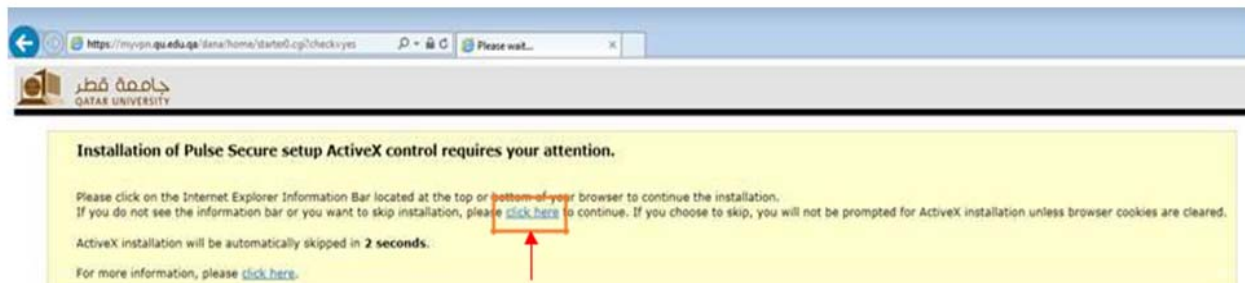 https://myvpn.qu.edu.qa/dana/home/starter0.cgi?check=yes
Please wait...
جامعة قطر
QATAR UNIVERSITY
Installation of Pulse Secure setup ActiveX control requires your attention.
Please click on the Internet Explorer Information Bar located at the top or bottom of your browser to continue the installation.
If you do not see the information bar or you want to skip installation, please click here to continue. If you choose to skip, you will not be prompted for ActiveX installation unless browser cookies are cleared.
ActiveX installation will be automatically skipped in 2 seconds.
For more information, please click here.